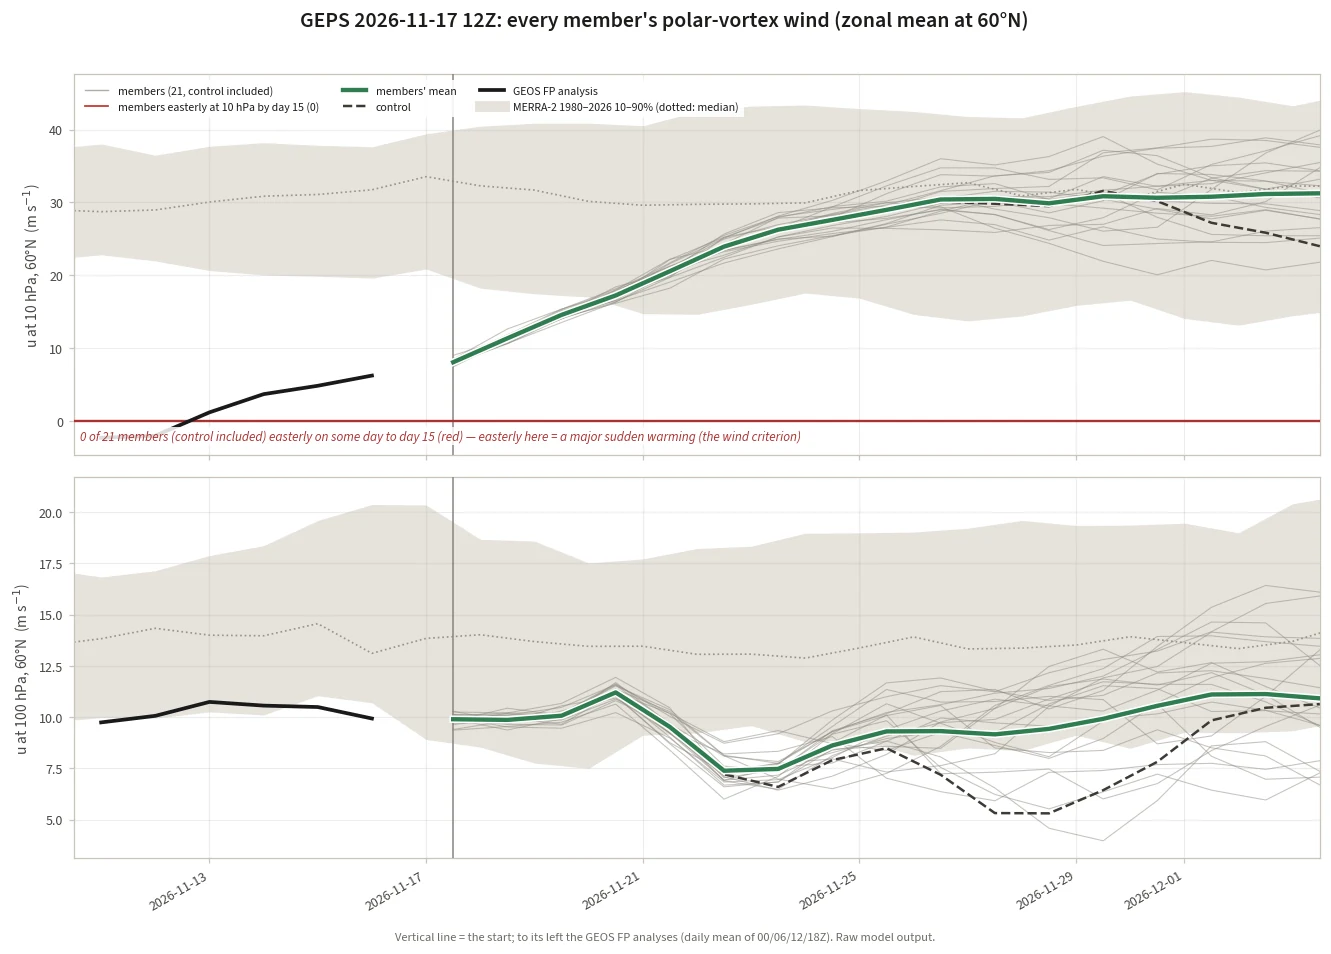 GEPS 2026-11-17 12Z: every member's polar-vortex wind (zonal mean at 60°N)
members (21, control included)
members easterly at 10 hPa by day 15 (0)
members' mean
control
GEOS FP analysis
MERRA-2 1980–2026 10–90% (dotted: median)
u at 10 hPa, 60°N (m s⁻¹)
40
30
20
10
0
0 of 21 members (control included) easterly on some day to day 15 (red) — easterly here = a major sudden warming (the wind criterion)
u at 100 hPa, 60°N (m s⁻¹)
20.0
17.5
15.0
12.5
10.0
7.5
5.0
2026-11-13
2026-11-17
2026-11-21
2026-11-25
2026-11-29
2026-12-01
Vertical line = the start; to its left the GEOS FP analyses (daily mean of 00/06/12/18Z). Raw model output.